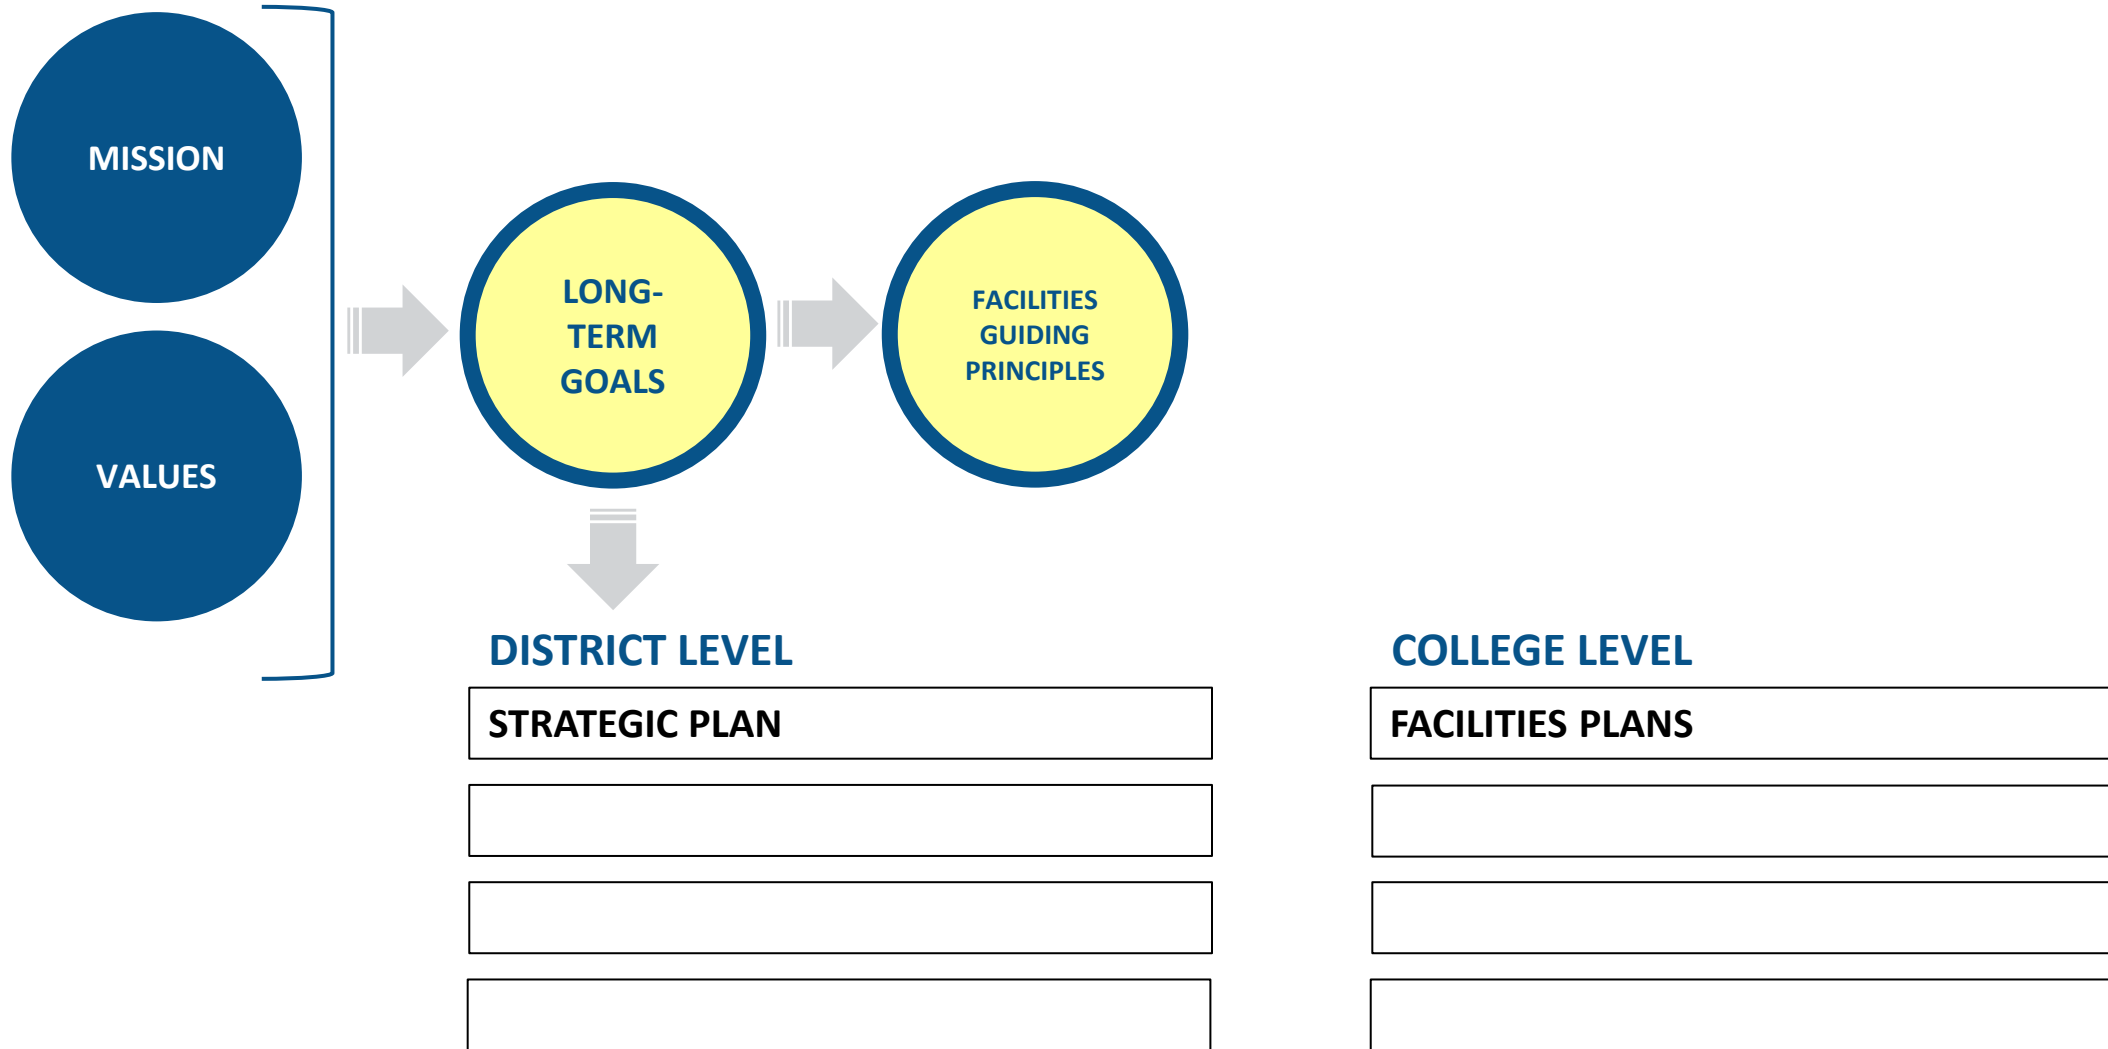 MISSION
VALUES
LONG-
TERM
GOALS
FACILITIES
GUIDING
PRINCIPLES
DISTRICT LEVEL
STRATEGIC PLAN
COLLEGE LEVEL
FACILITIES PLANS